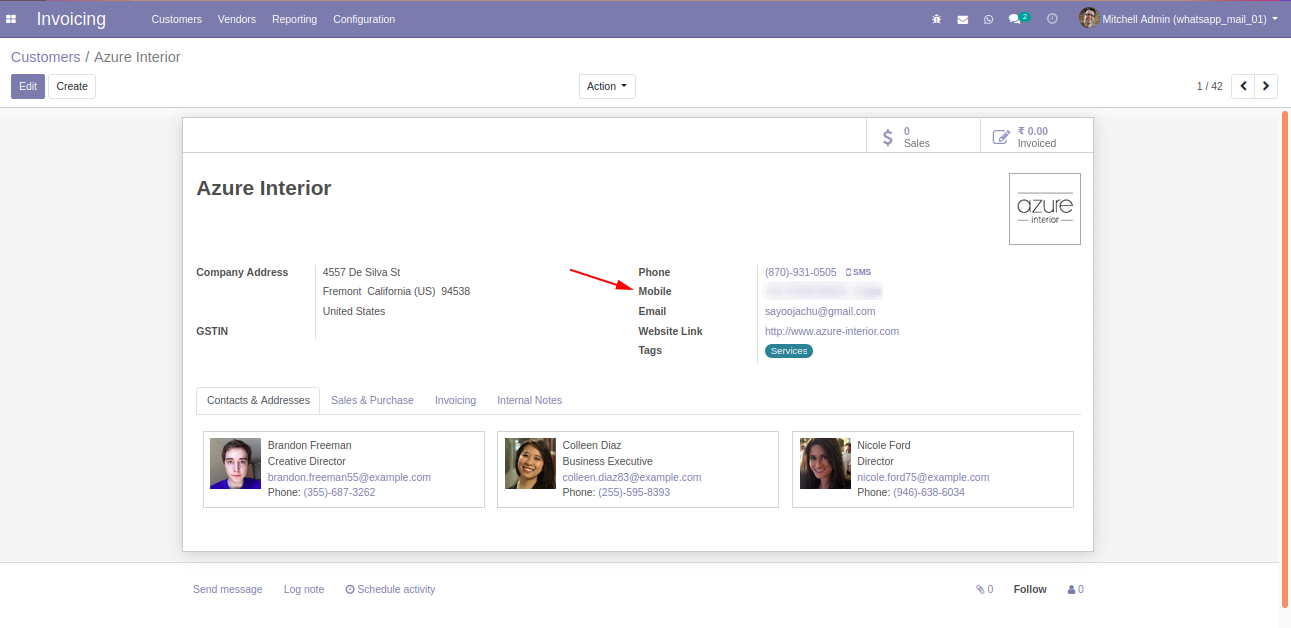 Invoicing Customers Vendors Reporting Configuration 2 Mitchell Admin (whatsapp_mail_01)
Customers / Azure Interior
Edit Create Action 1 / 42
0
Sales
₹ 0.00
Invoiced
Azure Interior
azure
interior
Company Address 4557 De Silva St
Fremont California (US) 94538
United States
GSTIN
Phone (870)-931-0505 SMS
Mobile
Email sayoojachu@gmail.com
Website Link http://www.azure-interior.com
Tags Services
Contacts & Addresses Sales & Purchase Invoicing Internal Notes
Brandon Freeman
Creative Director
brandon.freeman55@example.com
Phone: (355)-687-3262
Colleen Diaz
Business Executive
colleen.diaz83@example.com
Phone: (255)-595-8393
Nicole Ford
Director
nicole.ford75@example.com
Phone: (946)-638-6034
Send message Log note Schedule activity 0 Follow 0